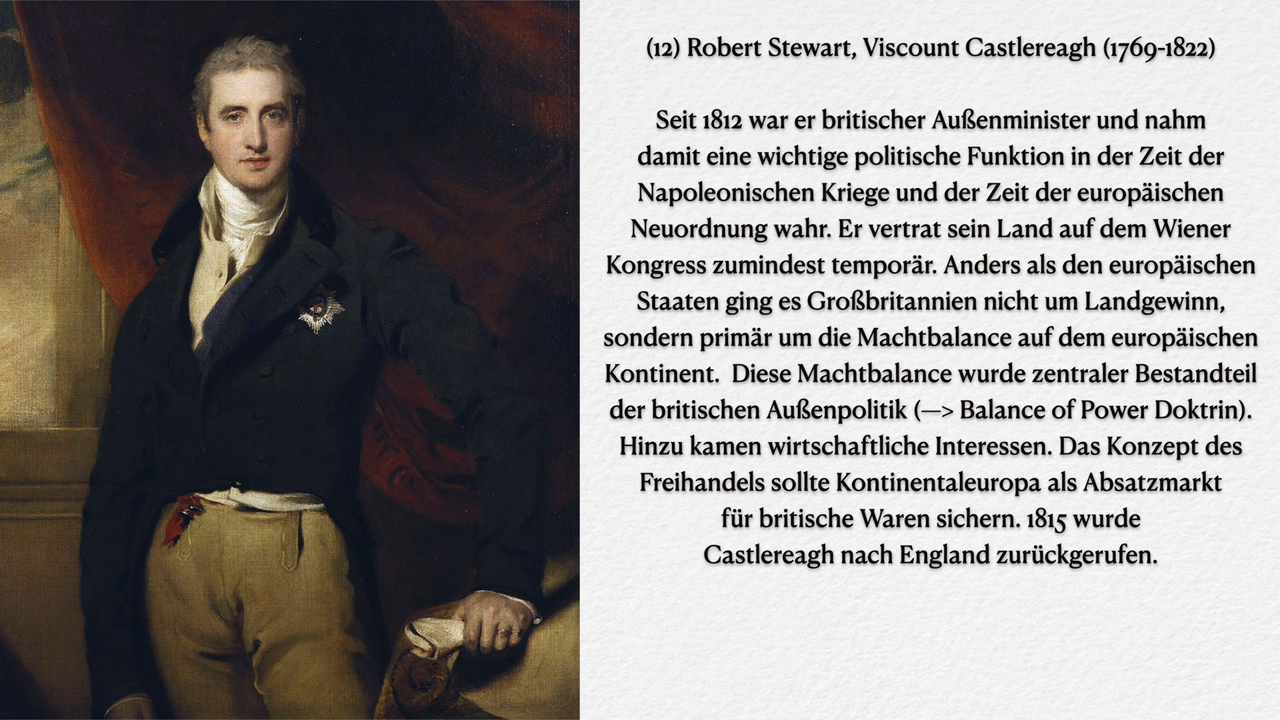 (12) Robert Stewart, Viscount Castlereagh (1769-1822)
Seit 1812 war er britischer Außenminister und nahm
damit eine wichtige politische Funktion in der Zeit der
Napoleonischen Kriege und der Zeit der europäischen
Neuordnung wahr. Er vertrat sein Land auf dem Wiener
Kongress zumindest temporär. Anders als den europäischen
Staaten ging es Großbritannien nicht um Landgewinn,
sondern primär um die Machtbalance auf dem europäischen
Kontinent.  Diese Machtbalance wurde zentraler Bestandteil
der britischen Außenpolitik (—> Balance of Power Doktrin).
Hinzu kamen wirtschaftliche Interessen. Das Konzept des
Freihandels sollte Kontinentaleuropa als Absatzmarkt
für britische Waren sichern. 1815 wurde
Castlereagh nach England zurückgerufen.